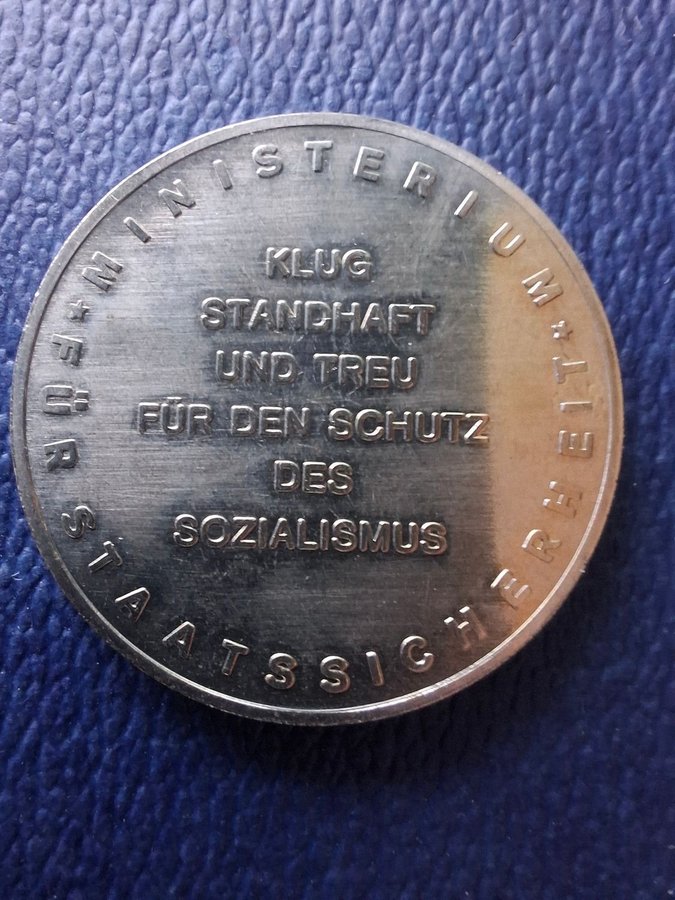 MINISTERIUM
FÜR STAATSSICHERHEIT
KLUG
STANDHAFT
UND TREU
FÜR DEN SCHUTZ
DES
SOZIALISMUS